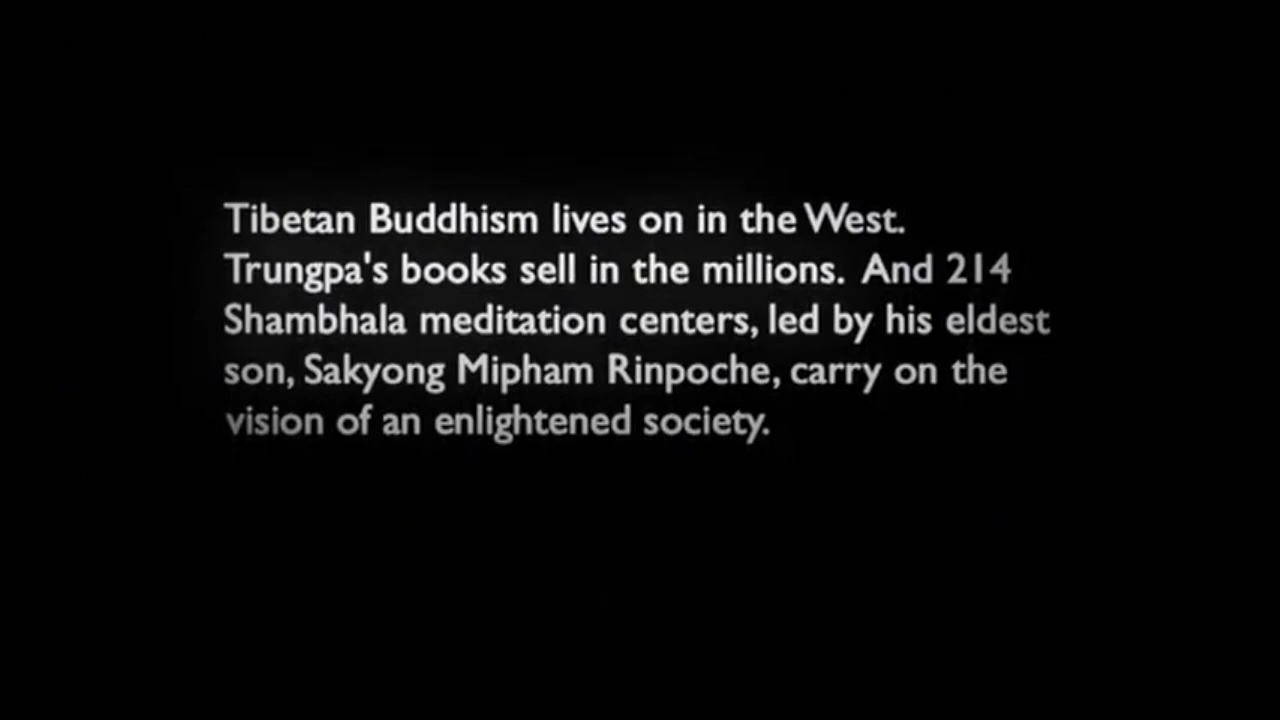 Tibetan Buddhism lives on in the West.
Trungpa's books sell in the millions. And 214
Shambhala meditation centers, led by his eldest
son, Sakyong Mipham Rinpoche, carry on the
vision of an enlightened society.